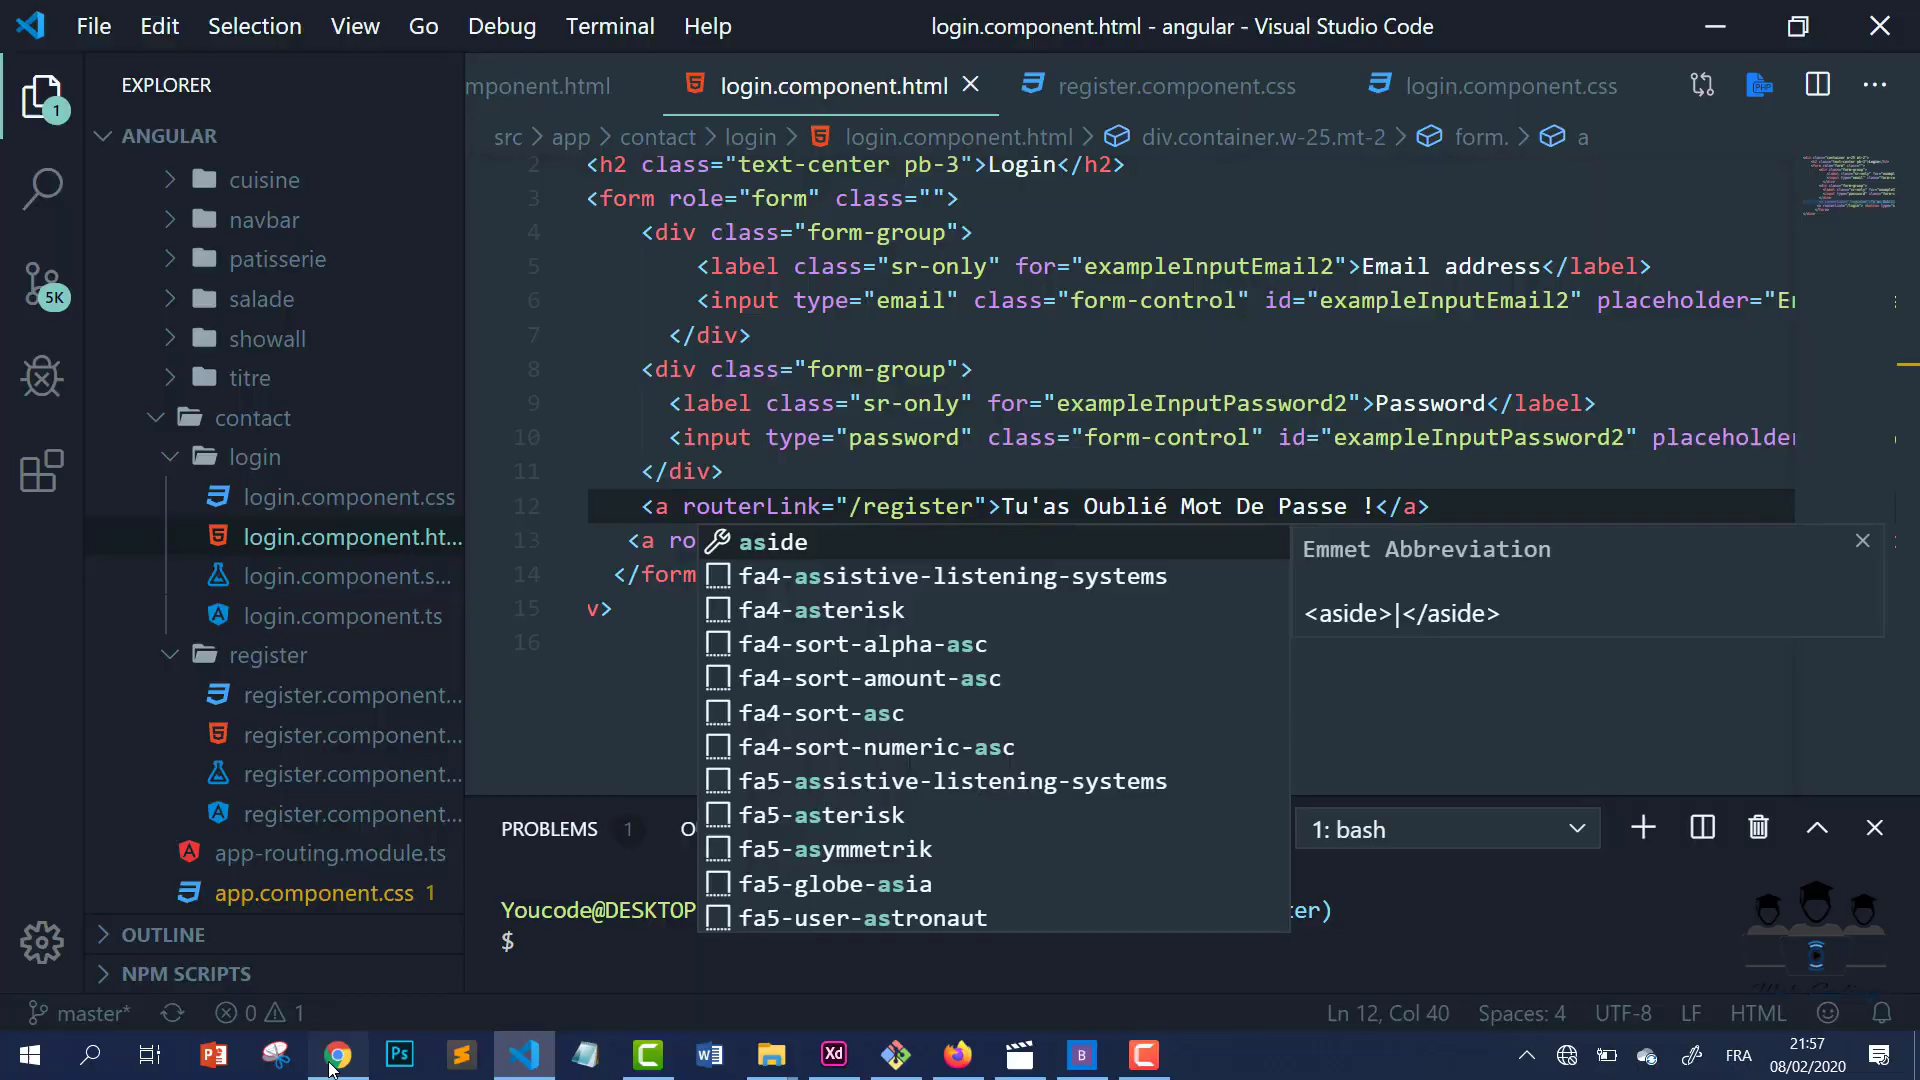 File Edit Selection View Go Debug Terminal Help
login.component.html - angular - Visual Studio Code
EXPLORER
ANGULAR
cuisine
navbar
patisserie
salade
showall
titre
contact
login
login.component.css
login.component.ht...
login.component.s...
login.component.ts
register
register.component...
register.component...
register.component...
register.component...
app-routing.module.ts
app.component.css 1
OUTLINE
NPM SCRIPTS
1
5K
mponent.html
login.component.html
register.component.css
login.component.css
src > app > contact > login > login.component.html > div.container.w-25.mt-2 > form. > a
2 <h2 class="text-center pb-3">Login</h2>
3 <form role="form" class="">
4 <div class="form-group">
5 <label class="sr-only" for="exampleInputEmail2">Email address</label>
6 <input type="email" class="form-control" id="exampleInputEmail2" placeholder="En
7 </div>
8 <div class="form-group">
9 <label class="sr-only" for="exampleInputPassword2">Password</label>
10 <input type="password" class="form-control" id="exampleInputPassword2" placeholder
11 </div>
12 <a routerLink="/register">Tu'as Oublié Mot De Passe !</a>
13 <a ro
14 </form
15 v>
16
aside
fa4-assistive-listening-systems
fa4-asterisk
fa4-sort-alpha-asc
fa4-sort-amount-asc
fa4-sort-asc
fa4-sort-numeric-asc
fa5-assistive-listening-systems
fa5-asterisk
fa5-asymmetrik
fa5-globe-asia
fa5-user-astronaut
Emmet Abbreviation
<aside>|</aside>
PROBLEMS 1 O
1: bash
Youcode@DESKTOP
ter)
$
master* 0 1
Ln 12, Col 40 Spaces: 4 UTF-8 LF HTML
Ps
Xd
B
FRA
21:57
08/02/2020